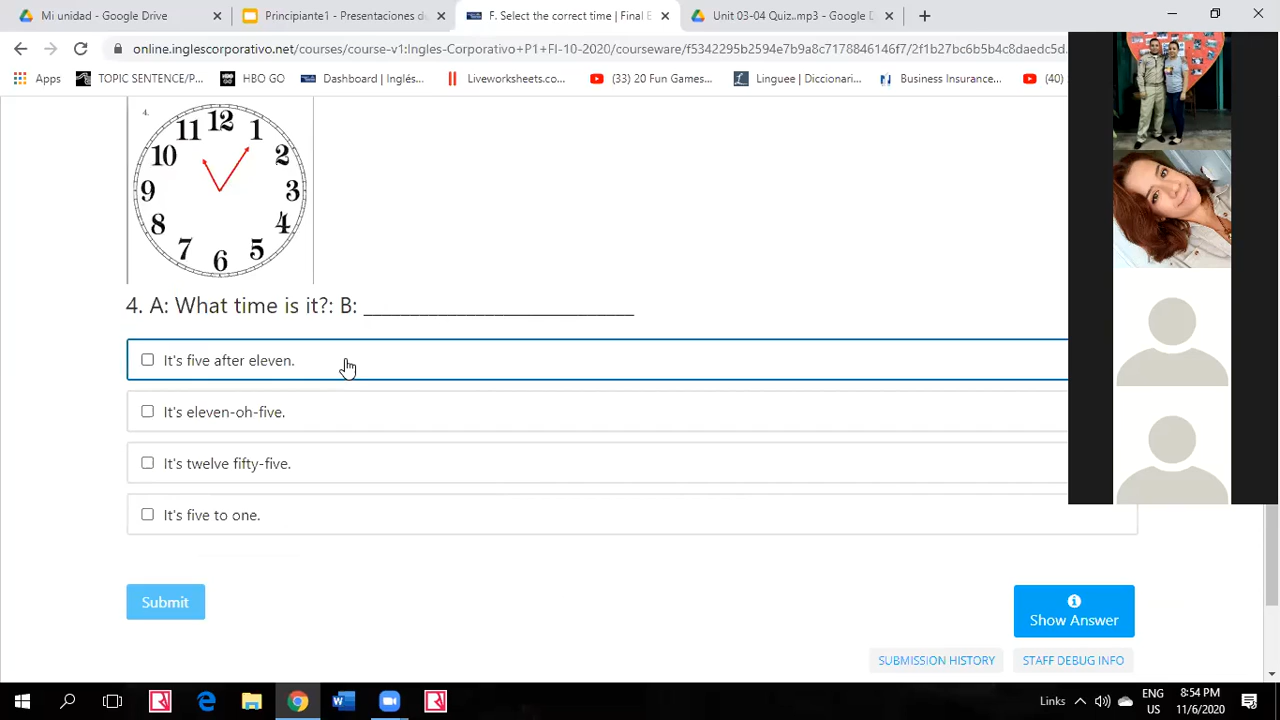 Mi unidad - Google Drive
Principiante1 - Presentaciones d
F. Select the correct time | Final E
Unit 03-04 Quiz..mp3 - Google D
online.inglescorporativo.net/courses/course-v1:Ingles-Corporativo+P1+FI-10-2020/courseware/
Apps
TOPIC SENTENCE/P...
HBO GO
Dashboard | Inglés...
Liveworksheets.co...
(33) 20 Fun Games...
Linguee | Diccionari...
Business Insurance...
(40)
4.
12
11
1
10
2
9
3
8
4
7
5
6
4. A: What time is it?: B: ___________________________
It's five after eleven.
It's eleven-oh-five.
It's twelve fifty-five.
It's five to one.
Submit
Show Answer
SUBMISSION HISTORY
STAFF DEBUG INFO
Links
ENG
US
8:54 PM
11/6/2020